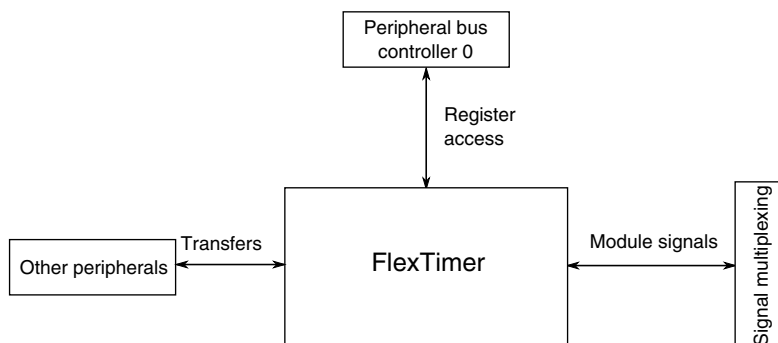 Peripheral bus
controller 0
Register
access
Signal multiplexing
Transfers
Module signals
FlexTimer
Other peripherals